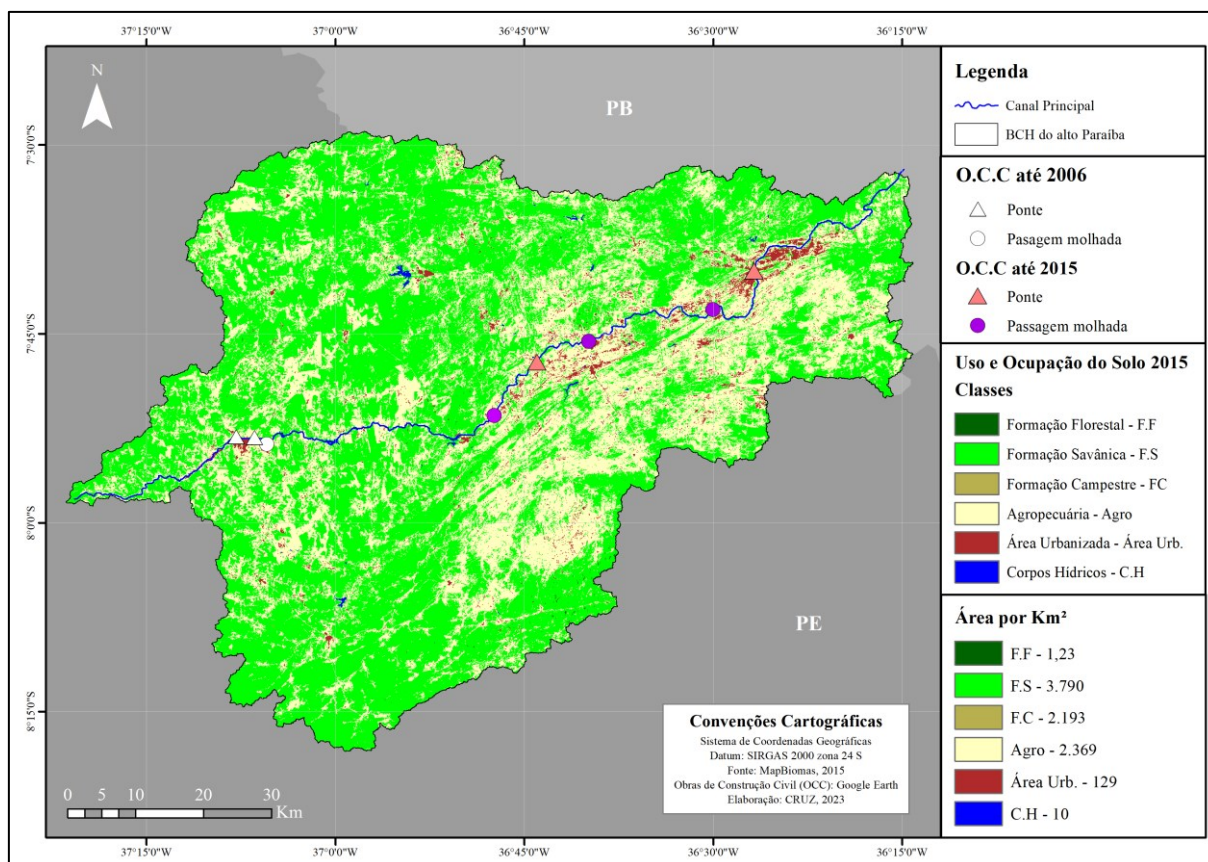 37°15'0"W 37°0'0"W 36°45'0"W 36°30'0"W 36°15'0"W
N
PB
7°30'0"S
7°45'0"S
8°0'0"S
8°15'0"S
PE
0 5 10 20 30
Km
Convenções Cartográficas
Sistema de Coordenadas Geográficas
Datum: SIRGAS 2000 zona 24 S
Fonte: MapBiomas, 2015
Obras de Construção Civil (OCC): Google Earth
Elaboração: CRUZ, 2023
37°15'0"W 37°0'0"W 36°45'0"W 36°30'0"W 36°15'0"W
Legenda
Canal Principal
BCH do alto Paraíba
O.C.C até 2006
Ponte
Pasagem molhada
O.C.C até 2015
Ponte
Passagem molhada
Uso e Ocupação do Solo 2015
Classes
Formação Florestal - F.F
Formação Savânica - F.S
Formação Campestre - FC
Agropecuária - Agro
Área Urbanizada - Área Urb.
Corpos Hídricos - C.H
Área por Km²
F.F - 1,23
F.S - 3.790
F.C - 2.193
Agro - 2.369
Área Urb. - 129
C.H - 10